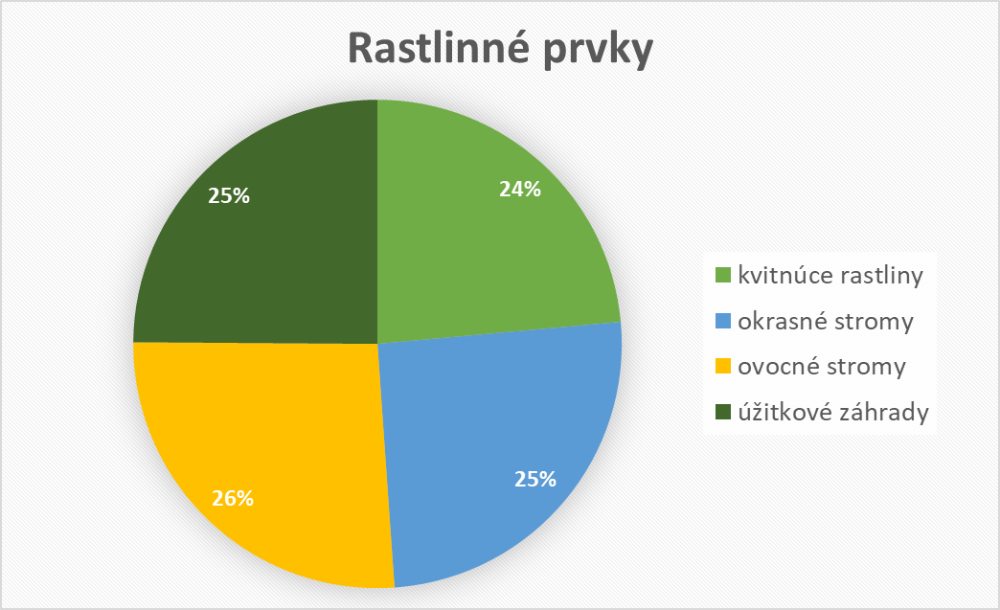 Rastlinné prvky
25%
24%
26%
25%
kvitnúce rastliny
okrasné stromy
ovocné stromy
úžitkové záhrady